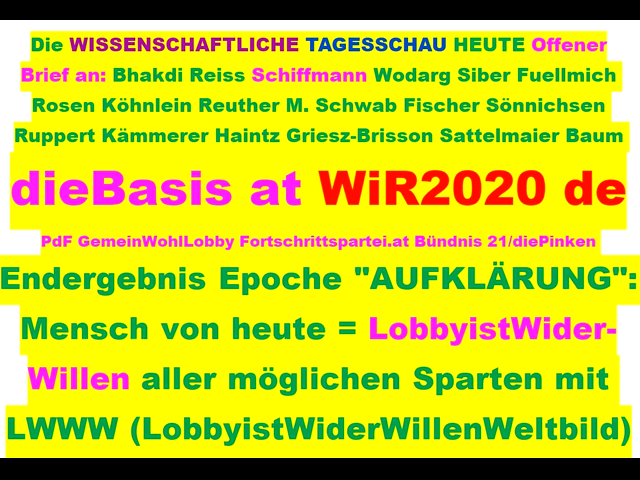 Die WISSENSCHAFTLICHE TAGESSCHAU HEUTE Offener
Brief an: Bhakdi Reiss Schiffmann Wodarg Siber Fuellmich
Rosen Köhnlein Reuther M. Schwab Fischer Sönnichsen
Ruppert Kämmerer Haintz Griesz-Brisson Sattelmaier Baum
dieBasis at WiR2020 de
PdF GemeinWohlLobby Fortschrittspartei.at Bündnis 21/diePinken
Endergebnis Epoche "AUFKLÄRUNG":
Mensch von heute = LobbyistWider-
Willen aller möglichen Sparten mit
LWWW (LobbyistWiderWillenWeltbild)